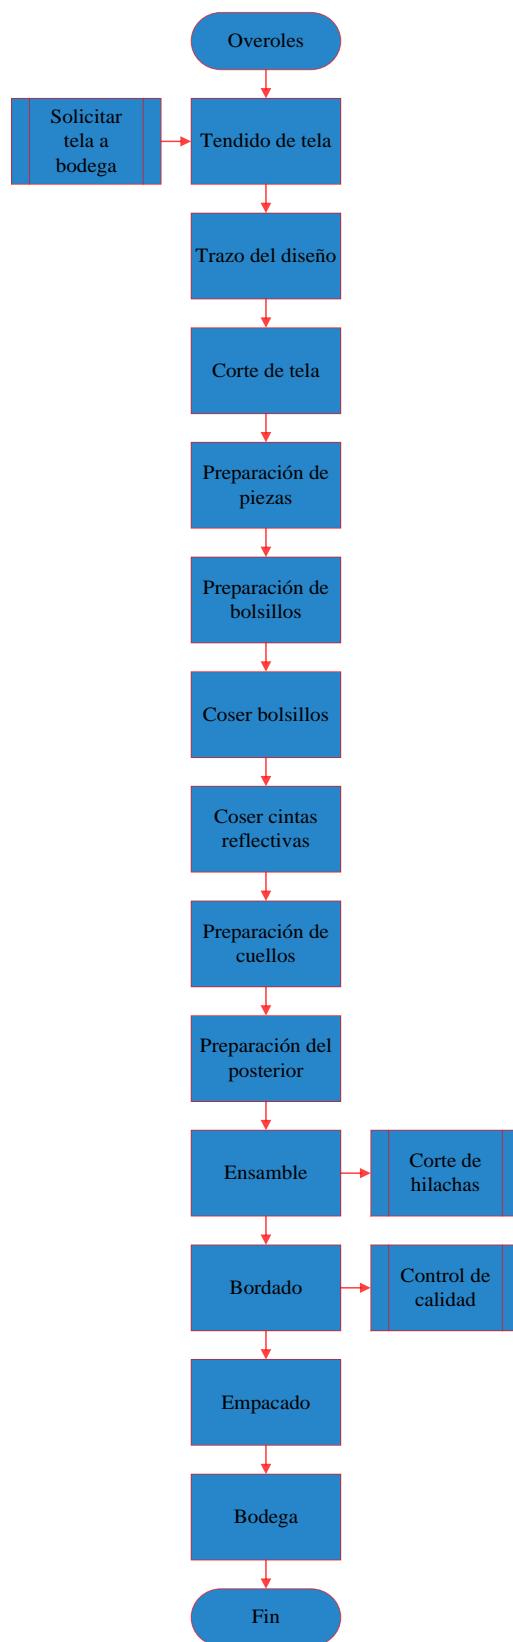 Overoles
Solicitar
tela a
bodega
Tendido de tela
Trazo del diseño
Corte de tela
Preparación de
piezas
Preparación de
bolsillos
Coser bolsillos
Coser cintas
reflectivas
Preparación de
cuellos
Preparación del
posterior
Ensamble
Corte de
hilachas
Bordado
Control de
calidad
Empacado
Bodega
Fin